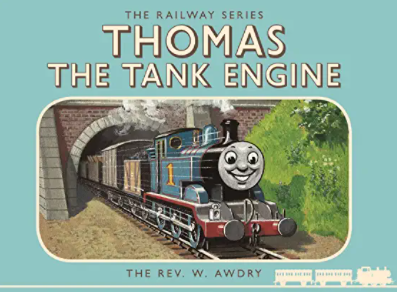 THE RAILWAY SERIES
THOMAS
THE TANK ENGINE
1
THE REV. W. AWDRY